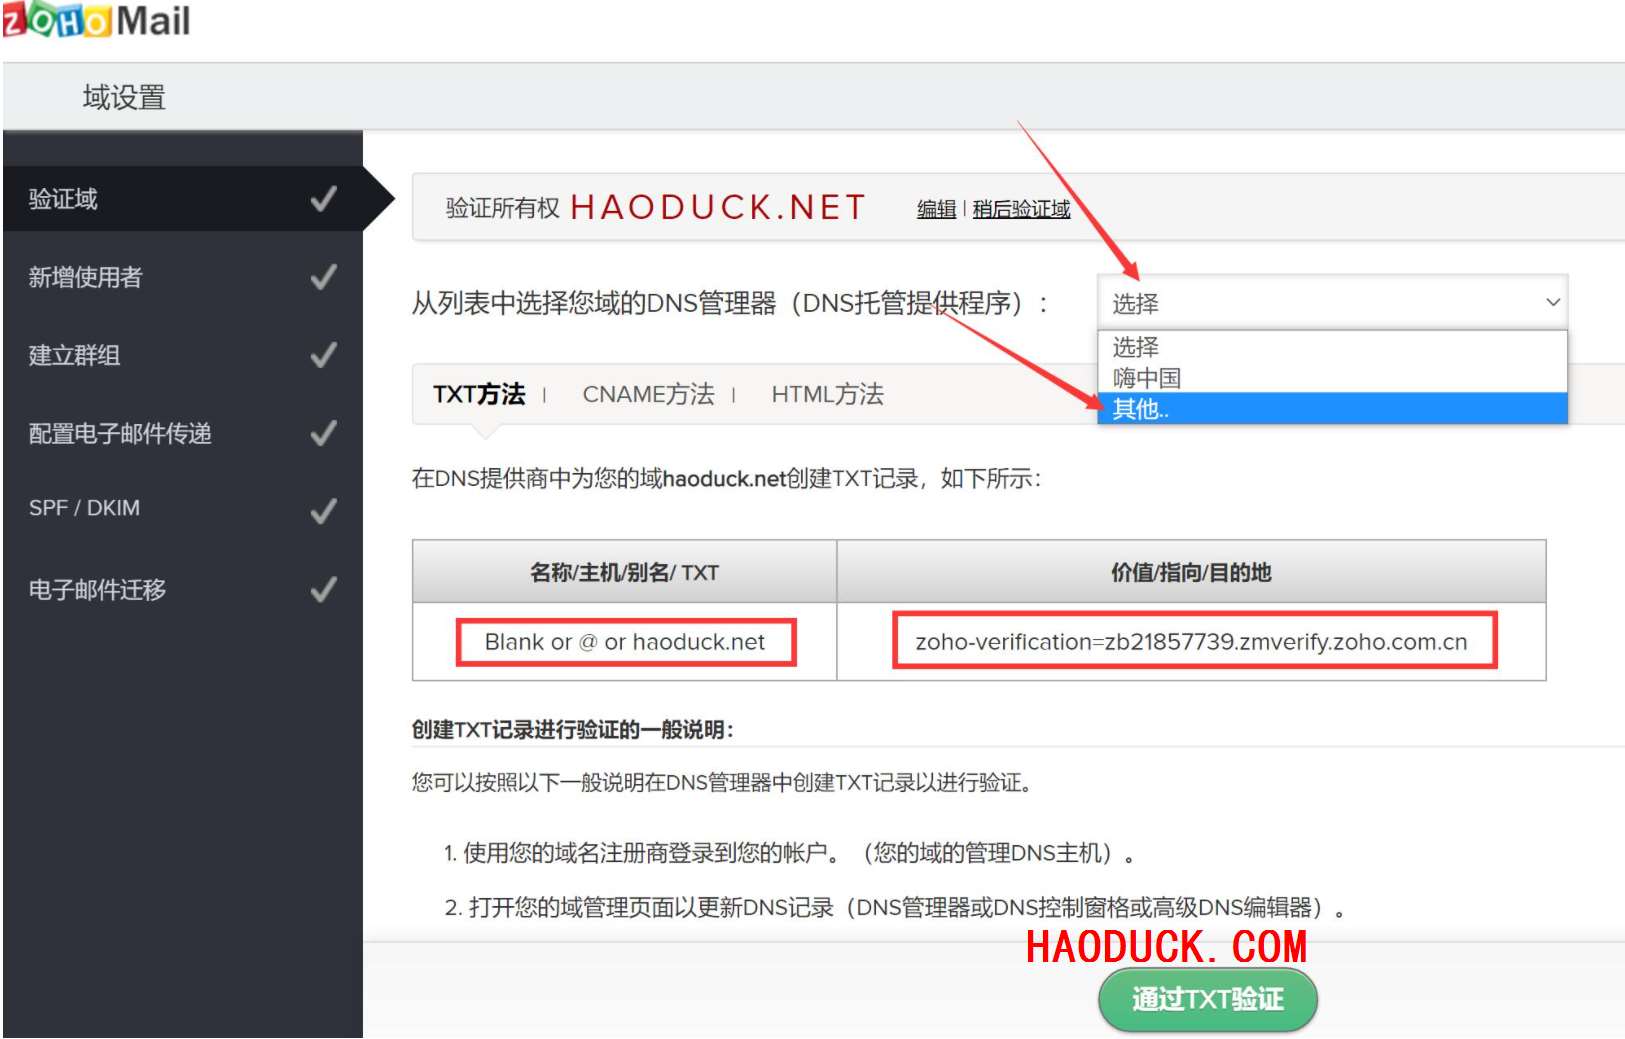 ZOHO Mail
域设置
验证域
新增使用者
建立群组
配置电子邮件传递
SPF / DKIM
电子邮件迁移
验证所有权 HAODUCK.NET 编辑 | 稍后验证域
从列表中选择您域的DNS管理器（DNS托管提供程序）：
选择
选择
嗨中国
其他..
TXT方法 | CNAME方法 | HTML方法
在DNS提供商中为您的域haoduck.net创建TXT记录，如下所示：
名称/主机/别名/ TXT 价值/指向/目的地
Blank or @ or haoduck.net zoho-verification=zb21857739.zmverify.zoho.com.cn
创建TXT记录进行验证的一般说明：
您可以按照以下一般说明在DNS管理器中创建TXT记录以进行验证。
1. 使用您的域名注册商登录到您的帐户。（您的域的管理DNS主机）。
2. 打开您的域管理页面以更新DNS记录（DNS管理器或DNS控制窗格或高级DNS编辑器）。
HAODUCK.COM
通过TXT验证